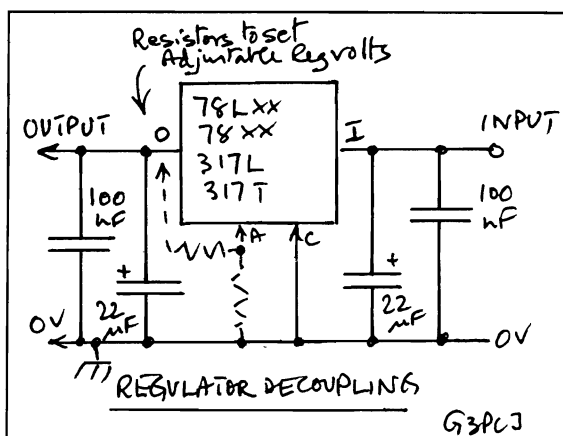 Resistors to set
Adjustable Reg volts
78LXX
78XX
317L
317T
OUTPUT
O
I
INPUT
100
nF
100
nF
A
C
+
22
µF
+
22
µF
0V
0V
REGULATOR DECOUPLING
G3PCJ